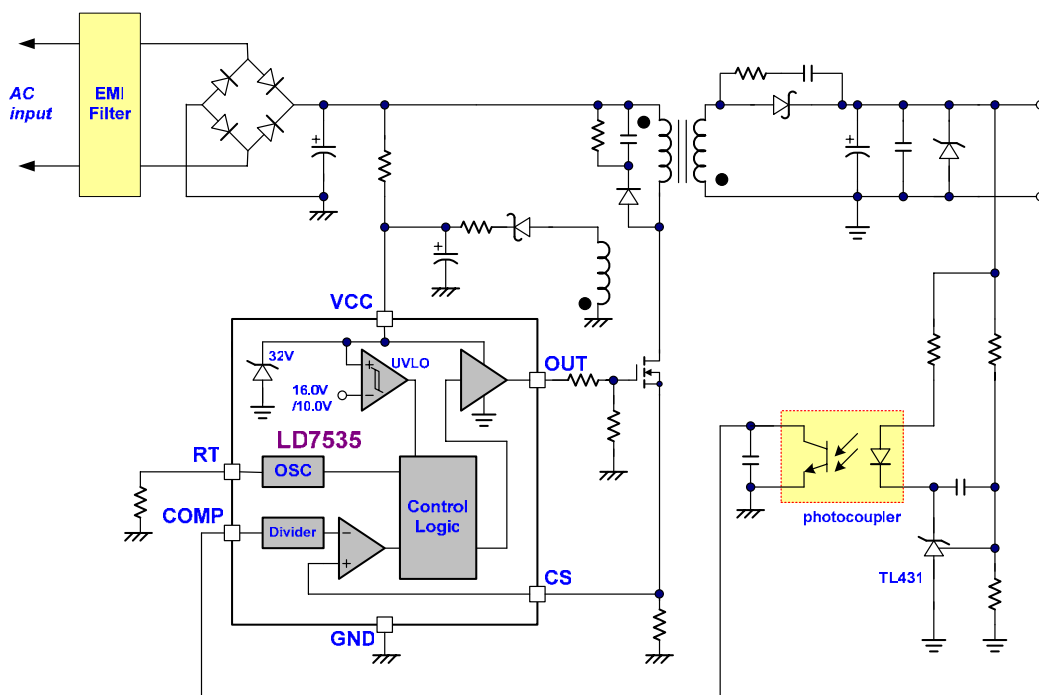 AC
input
EMI
Filter
+
+
+
VCC
32V
+
UVLO
16.0V
/10.0V
−
OUT
LD7535
RT
OSC
COMP
Divider
−
+
Control
Logic
CS
GND
photocoupler
TL431